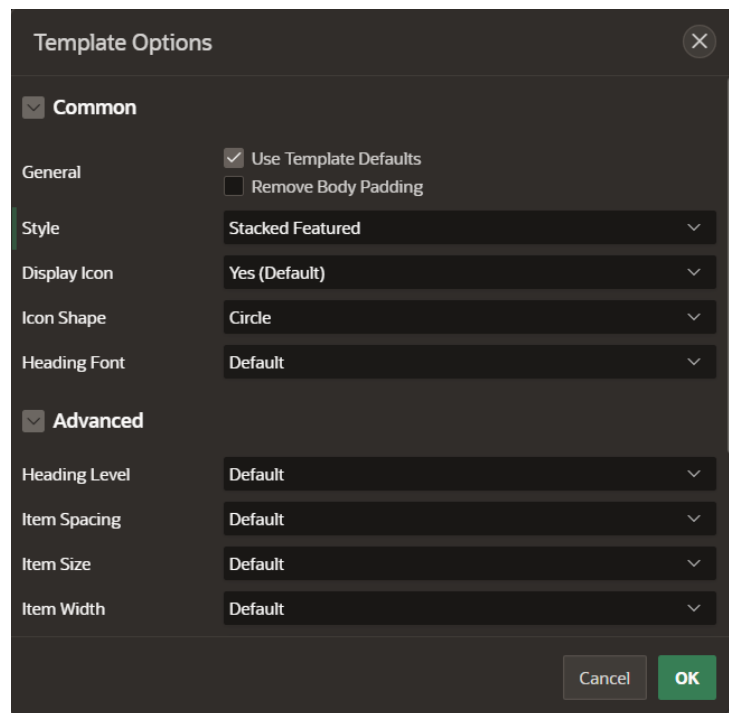 Template Options
Common
General
Use Template Defaults
Remove Body Padding
Style
Stacked Featured
Display Icon
Yes (Default)
Icon Shape
Circle
Heading Font
Default
Advanced
Heading Level
Default
Item Spacing
Default
Item Size
Default
Item Width
Default
Cancel
OK